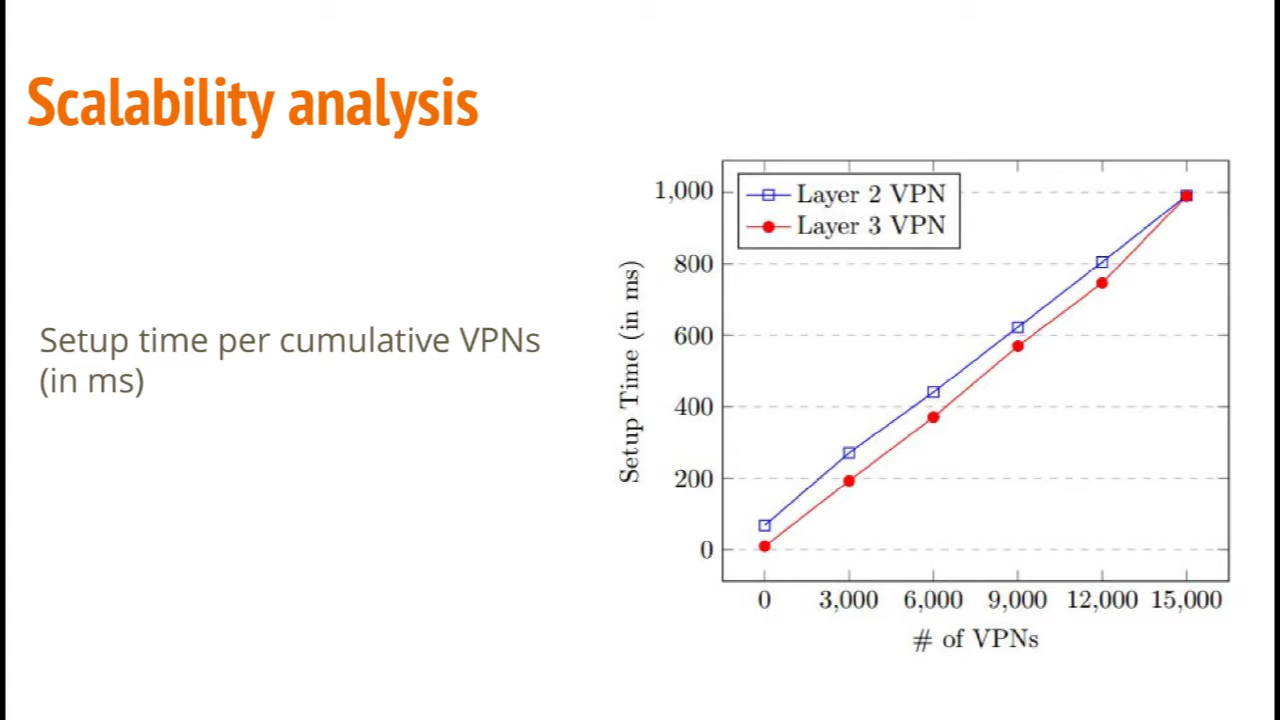 Scalability analysis
Setup time per cumulative VPNs
(in ms)
Layer 2 VPN
Layer 3 VPN
1,000
800
600
400
200
0
Setup Time (in ms)
0 3,000 6,000 9,000 12,000 15,000
# of VPNs